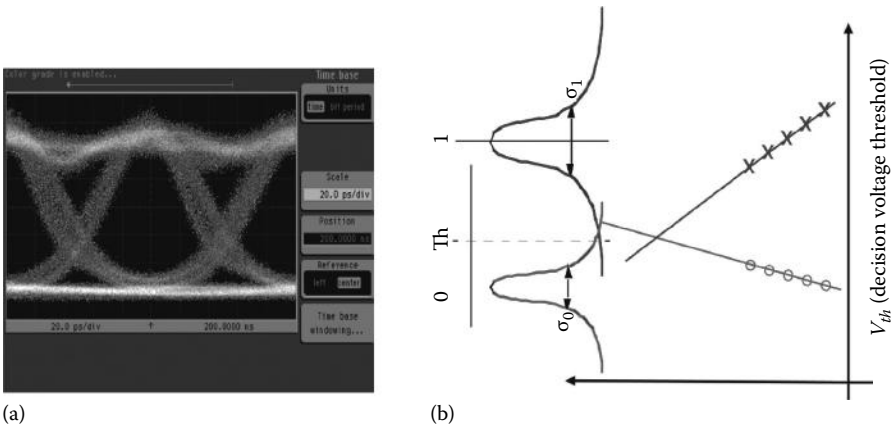 Color grade is enabled...
Time base
Units
time
bit period
Scale
20.0 ps/div
Position
200.0000 ns
Reference
left center
Time base
windowing...
20.0 ps/div ↑ 200.0000 ns
(a)
σ1
1
Th
0
σ0
Vth (decision voltage threshold)
(b)